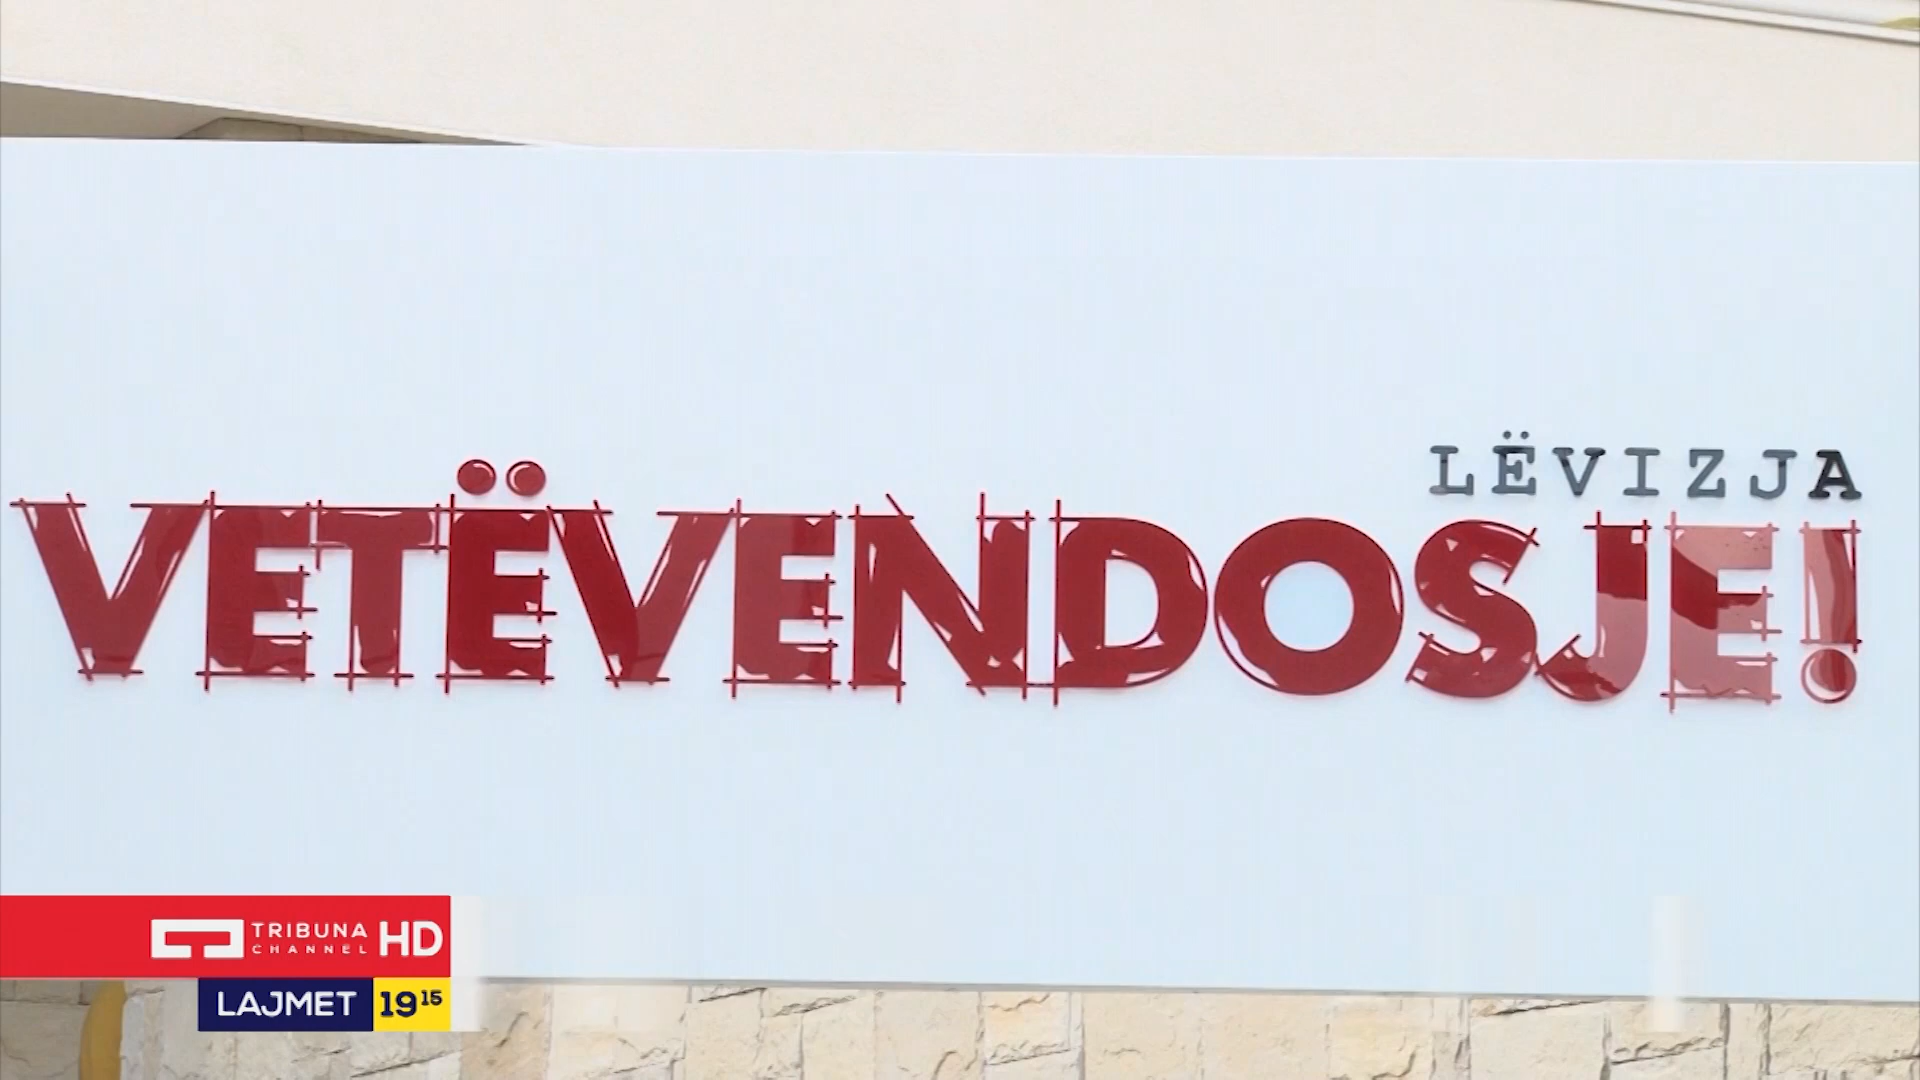 LËVIZJA
VETËVENDOSJE!
TRIBUNA
CHANNEL
HD
LAJMET 19 15